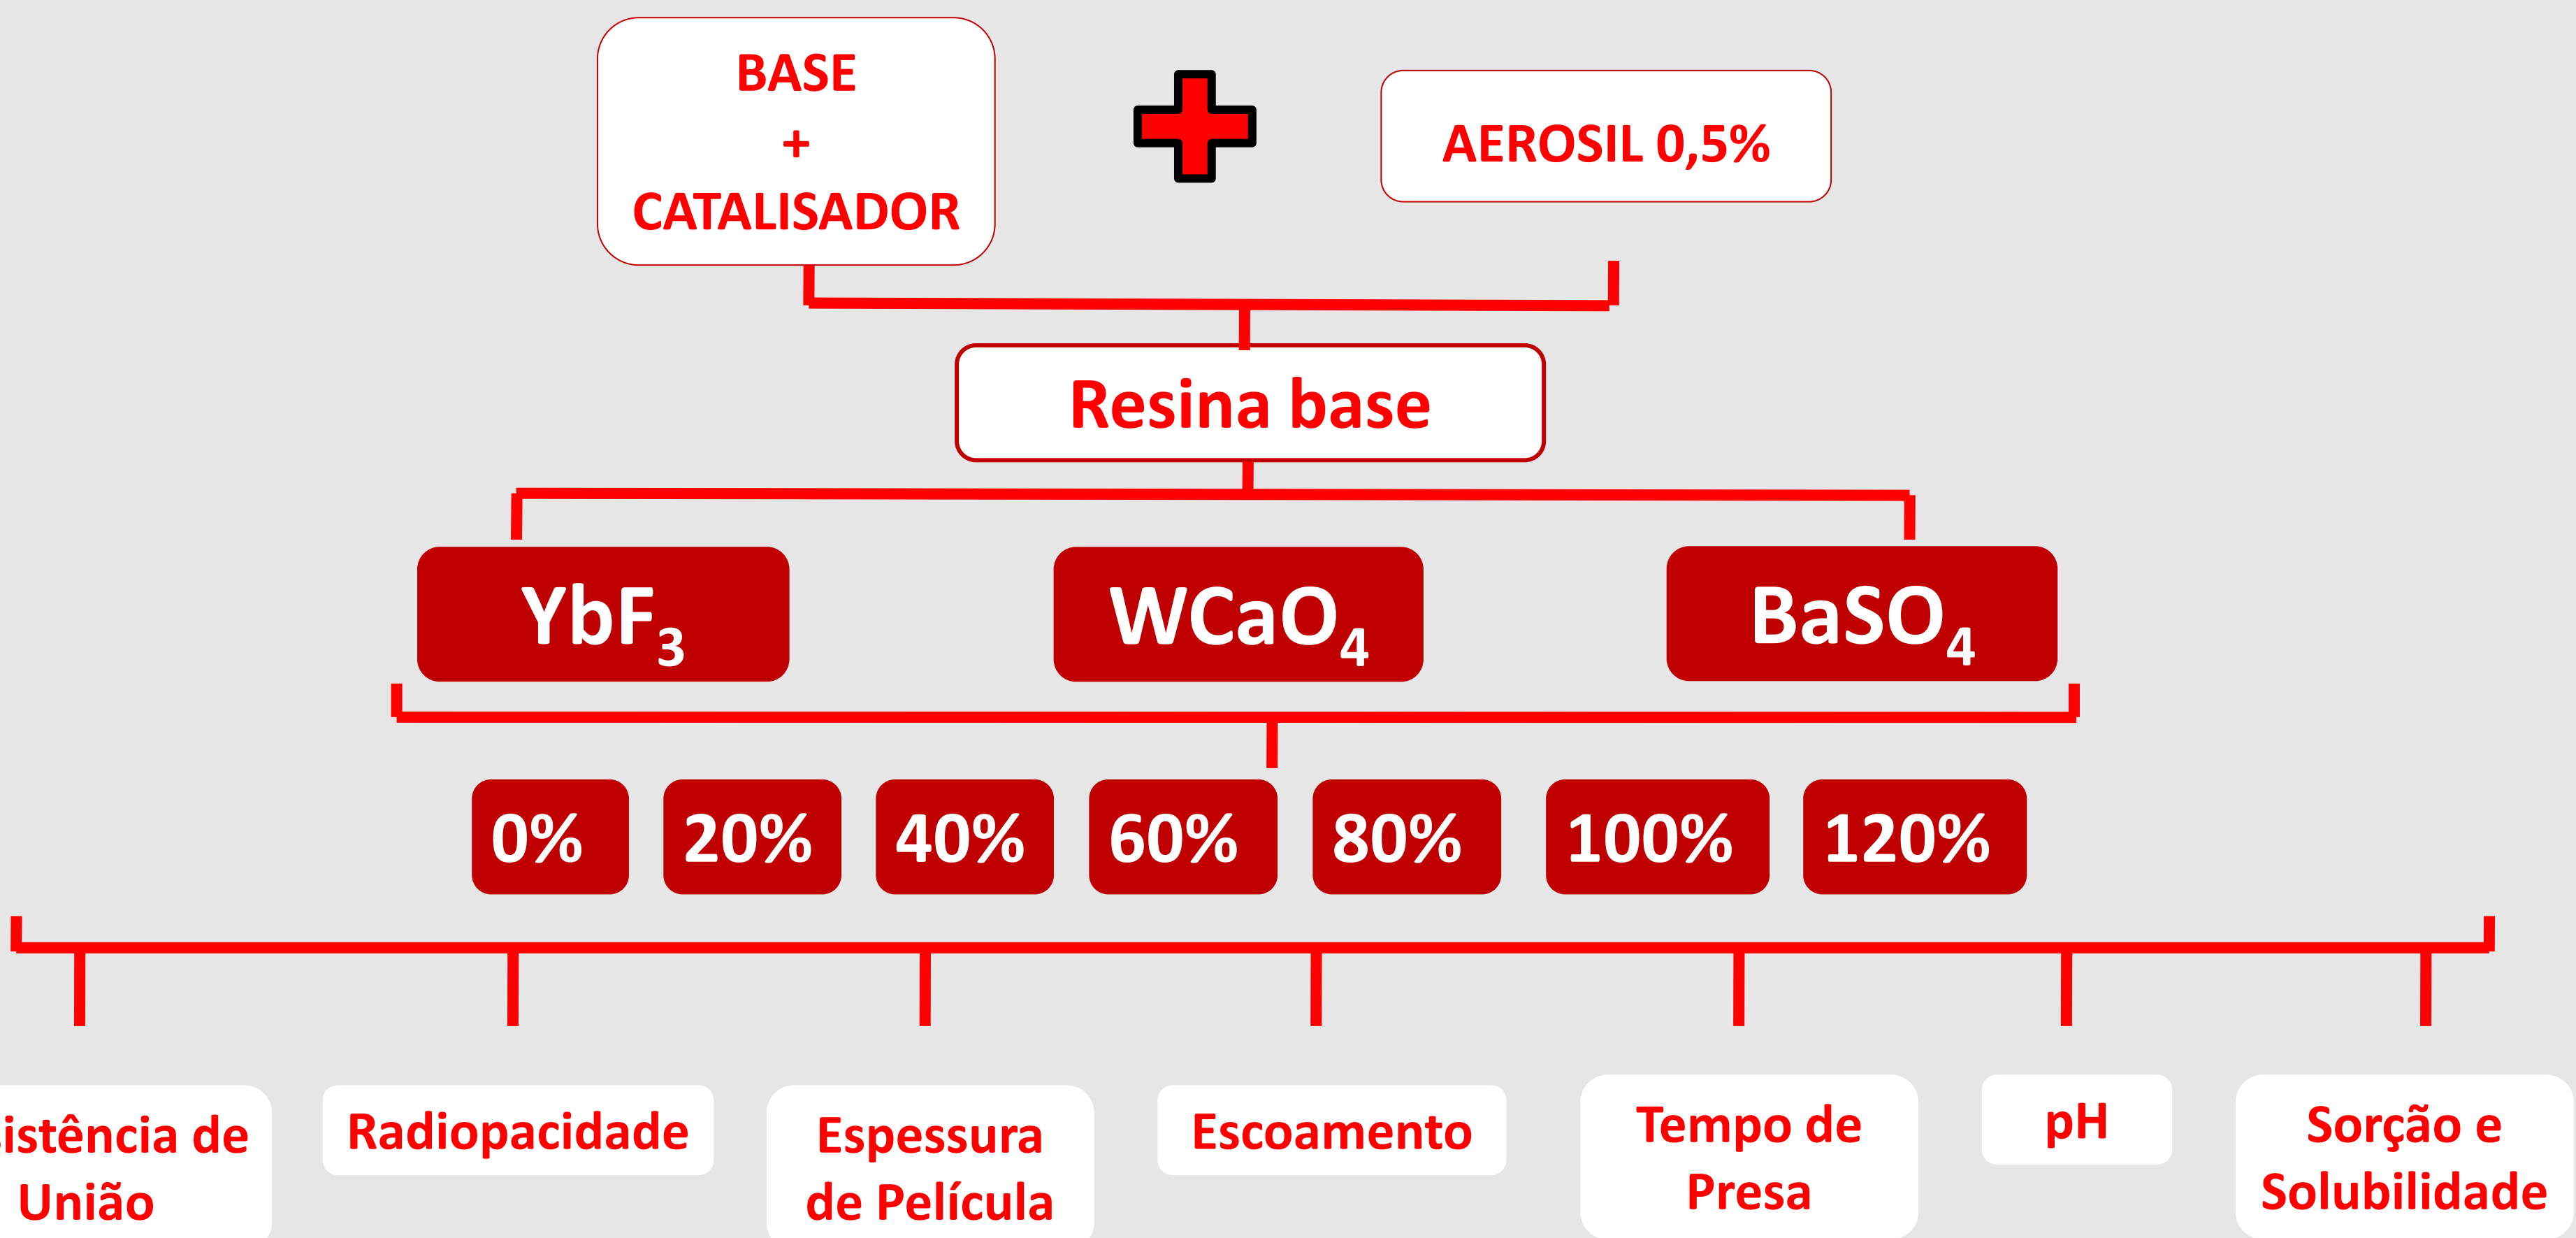 BASE
+
CATALISADOR
AEROSIL 0,5%
Resina base
YbF₃
WCaO₄
BaSO₄
0%
20%
40%
60%
80%
100%
120%
istência de
União
Radiopacidade
Espessura
de Película
Escoamento
Tempo de
Presa
pH
Sorção e
Solubilidade